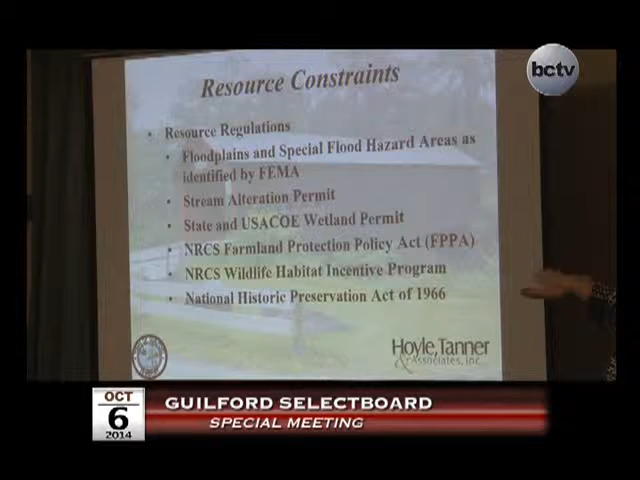 bctv
Resource Constraints
• Resource Regulations
• Floodplains and Special Flood Hazard Areas as
identified by FEMA
• Stream Alteration Permit
• State and USACOE Wetland Permit
• NRCS Farmland Protection Policy Act (FPPA)
• NRCS Wildlife Habitat Incentive Program
• National Historic Preservation Act of 1966
Hoyle, Tanner
& Associates, Inc.
OCT
6
2014
GUILFORD SELECTBOARD
SPECIAL MEETING